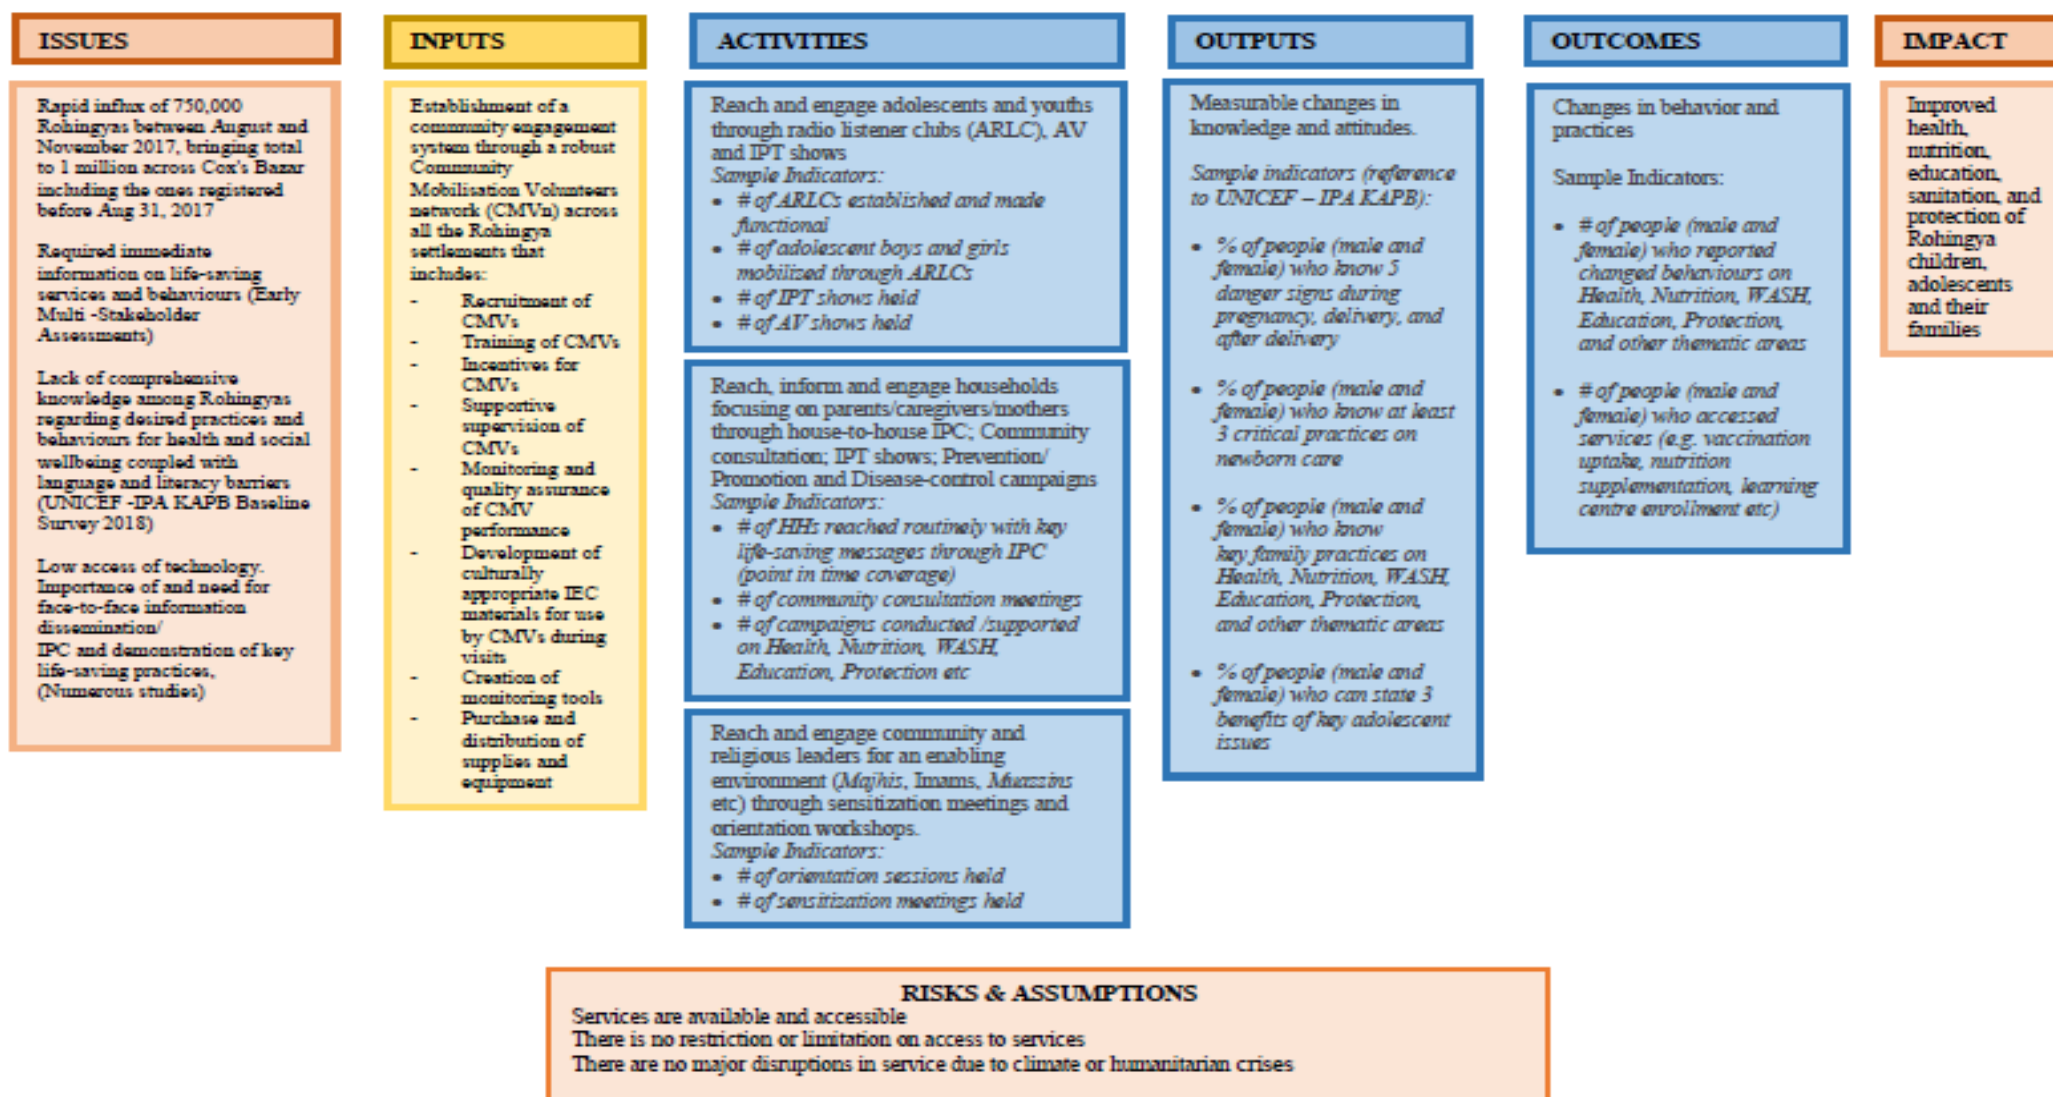 ISSUES
Rapid influx of 750,000
Rohingyas between August and
November 2017, bringing total
to 1 million across Cox's Bazar
including the ones registered
before Aug 31, 2017
Required immediate
information on life-saving
services and behaviours (Early
Multi -Stakeholder
Assessments)
Lack of comprehensive
knowledge among Rohingyas
regarding desired practices and
behaviours for health and social
wellbeing coupled with
language and literacy barriers
(UNICEF -IPA KAPB Baseline
Survey 2018)
Low access of technology.
Importance of and need for
face-to-face information
dissemination/
IPC and demonstration of key
life-saving practices,
(Numerous studies)
INPUTS
Establishment of a
community engagement
system through a robust
Community
Mobilisation Volunteers
network (CMVn) across
all the Rohingya
settlements that
includes:
- Recruitment of
CMVs
- Training of CMVs
- Incentives for
CMVs
- Supportive
supervision of
CMVs
- Monitoring and
quality assurance
of CMV
performance
- Development of
culturally
appropriate IEC
materials for use
by CMVs during
visits
- Creation of
monitoring tools
- Purchase and
distribution of
supplies and
equipment
ACTIVITIES
Reach and engage adolescents and youths
through radio listener clubs (ARLC), AV
and IPT shows
Sample Indicators:
• # of ARLCs established and made
functional
• # of adolescent boys and girls
mobilized through ARLCs
• # of IPT shows held
• # of AV shows held
Reach, inform and engage households
focusing on parents/caregivers/mothers
through house-to-house IPC; Community
consultation; IPT shows; Prevention/
Promotion and Disease-control campaigns
Sample Indicators:
• # of HHs reached routinely with key
life-saving messages through IPC
(point in time coverage)
• # of community consultation meetings
• # of campaigns conducted /supported
on Health, Nutrition, WASH,
Education, Protection etc
Reach and engage community and
religious leaders for an enabling
environment (Majhis, Imams, Muazzins
etc) through sensitization meetings and
orientation workshops.
Sample Indicators:
• # of orientation sessions held
• # of sensitization meetings held
OUTPUTS
Measurable changes in
knowledge and attitudes.
Sample indicators (reference
to UNICEF – IPA KAPB):
• % of people (male and
female) who know 5
danger signs during
pregnancy, delivery, and
after delivery
• % of people (male and
female) who know at least
3 critical practices on
newborn care
• % of people (male and
female) who know
key family practices on
Health, Nutrition, WASH,
Education, Protection,
and other thematic areas
• % of people (male and
female) who can state 3
benefits of key adolescent
issues
OUTCOMES
Changes in behavior and
practices
Sample Indicators:
• # of people (male and
female) who reported
changed behaviours on
Health, Nutrition, WASH,
Education, Protection,
and other thematic areas
• # of people (male and
female) who accessed
services (e.g. vaccination
uptake, nutrition
supplementation, learning
centre enrollment etc)
IMPACT
Improved
health,
nutrition,
education,
sanitation, and
protection of
Rohingya
children,
adolescents
and their
families
RISKS & ASSUMPTIONS
Services are available and accessible
There is no restriction or limitation on access to services
There are no major disruptions in service due to climate or humanitarian crises